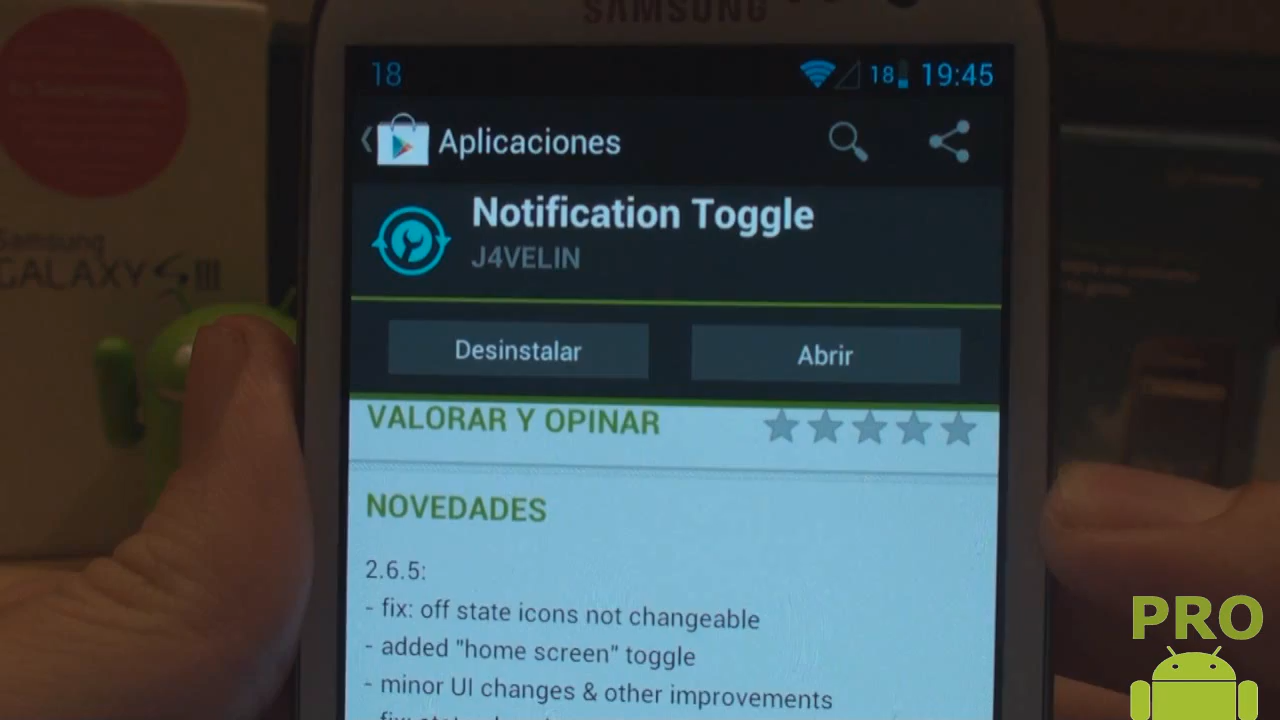 SAMSUNG
18
18 19:45
Aplicaciones
Notification Toggle
J4VELIN
Desinstalar
Abrir
VALORAR Y OPINAR
NOVEDADES
2.6.5:
- fix: off state icons not changeable
- added "home screen" toggle
- minor UI changes & other improvements
Samsung
GALAXY S III
PRO